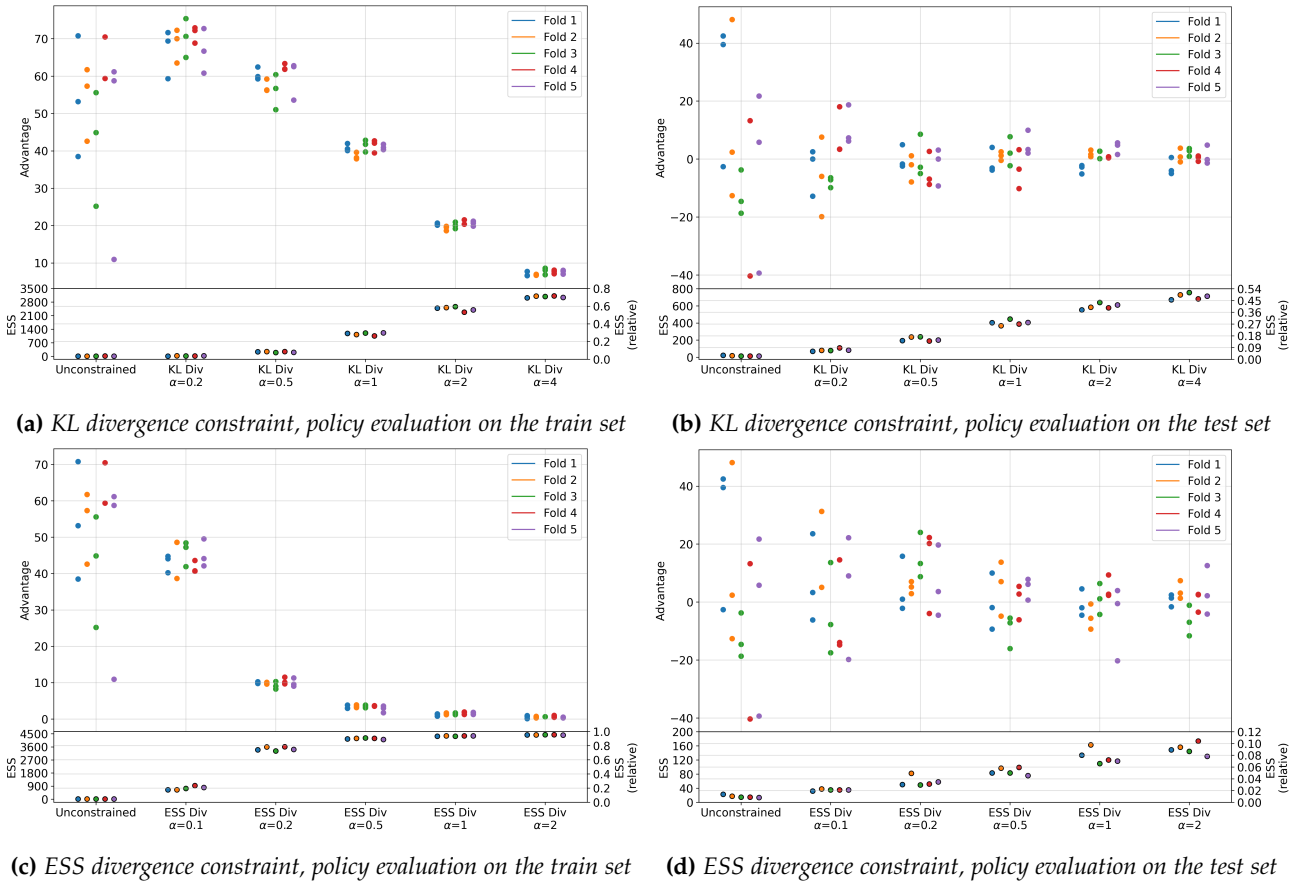 70
60
50
40
30
20
10
Advantage
Fold 1
Fold 2
Fold 3
Fold 4
Fold 5
3500
2800
2100
1400
700
0
ESS
0.8
0.6
0.4
0.2
0.0
ESS
(relative)
Unconstrained
KL Div
α=0.2
KL Div
α=0.5
KL Div
α=1
KL Div
α=2
KL Div
α=4
(a) KL divergence constraint, policy evaluation on the train set
40
20
0
−20
−40
Advantage
Fold 1
Fold 2
Fold 3
Fold 4
Fold 5
800
600
400
200
0
ESS
0.54
0.45
0.36
0.27
0.18
0.09
0.00
ESS
(relative)
Unconstrained
KL Div
α=0.2
KL Div
α=0.5
KL Div
α=1
KL Div
α=2
KL Div
α=4
(b) KL divergence constraint, policy evaluation on the test set
70
60
50
40
30
20
10
0
Advantage
Fold 1
Fold 2
Fold 3
Fold 4
Fold 5
4500
3600
2700
1800
900
0
ESS
1.0
0.8
0.6
0.4
0.2
0.0
ESS
(relative)
Unconstrained
ESS Div
α=0.1
ESS Div
α=0.2
ESS Div
α=0.5
ESS Div
α=1
ESS Div
α=2
(c) ESS divergence constraint, policy evaluation on the train set
40
20
0
−20
−40
Advantage
Fold 1
Fold 2
Fold 3
Fold 4
Fold 5
200
160
120
80
40
0
ESS
0.12
0.10
0.08
0.06
0.04
0.02
0.00
ESS
(relative)
Unconstrained
ESS Div
α=0.1
ESS Div
α=0.2
ESS Div
α=0.5
ESS Div
α=1
ESS Div
α=2
(d) ESS divergence constraint, policy evaluation on the test set